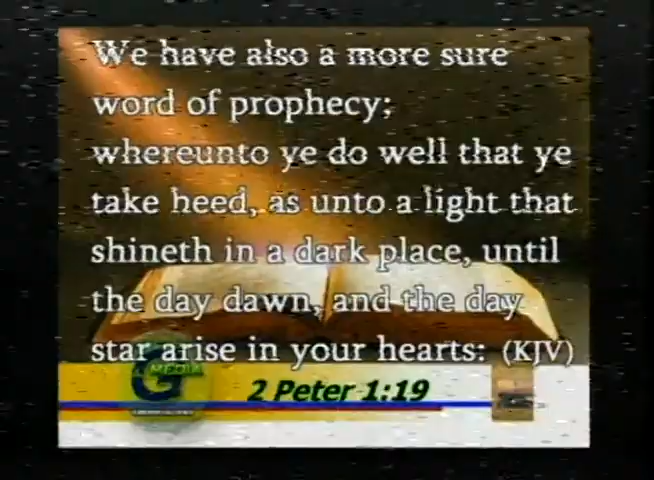 We have also a more sure
word of prophecy;
whereunto ye do well that ye
take heed, as unto a light that
shineth in a dark place, until
the day dawn, and the day
star arise in your hearts: (KJV)
G
MEDIA
2 Peter 1:19